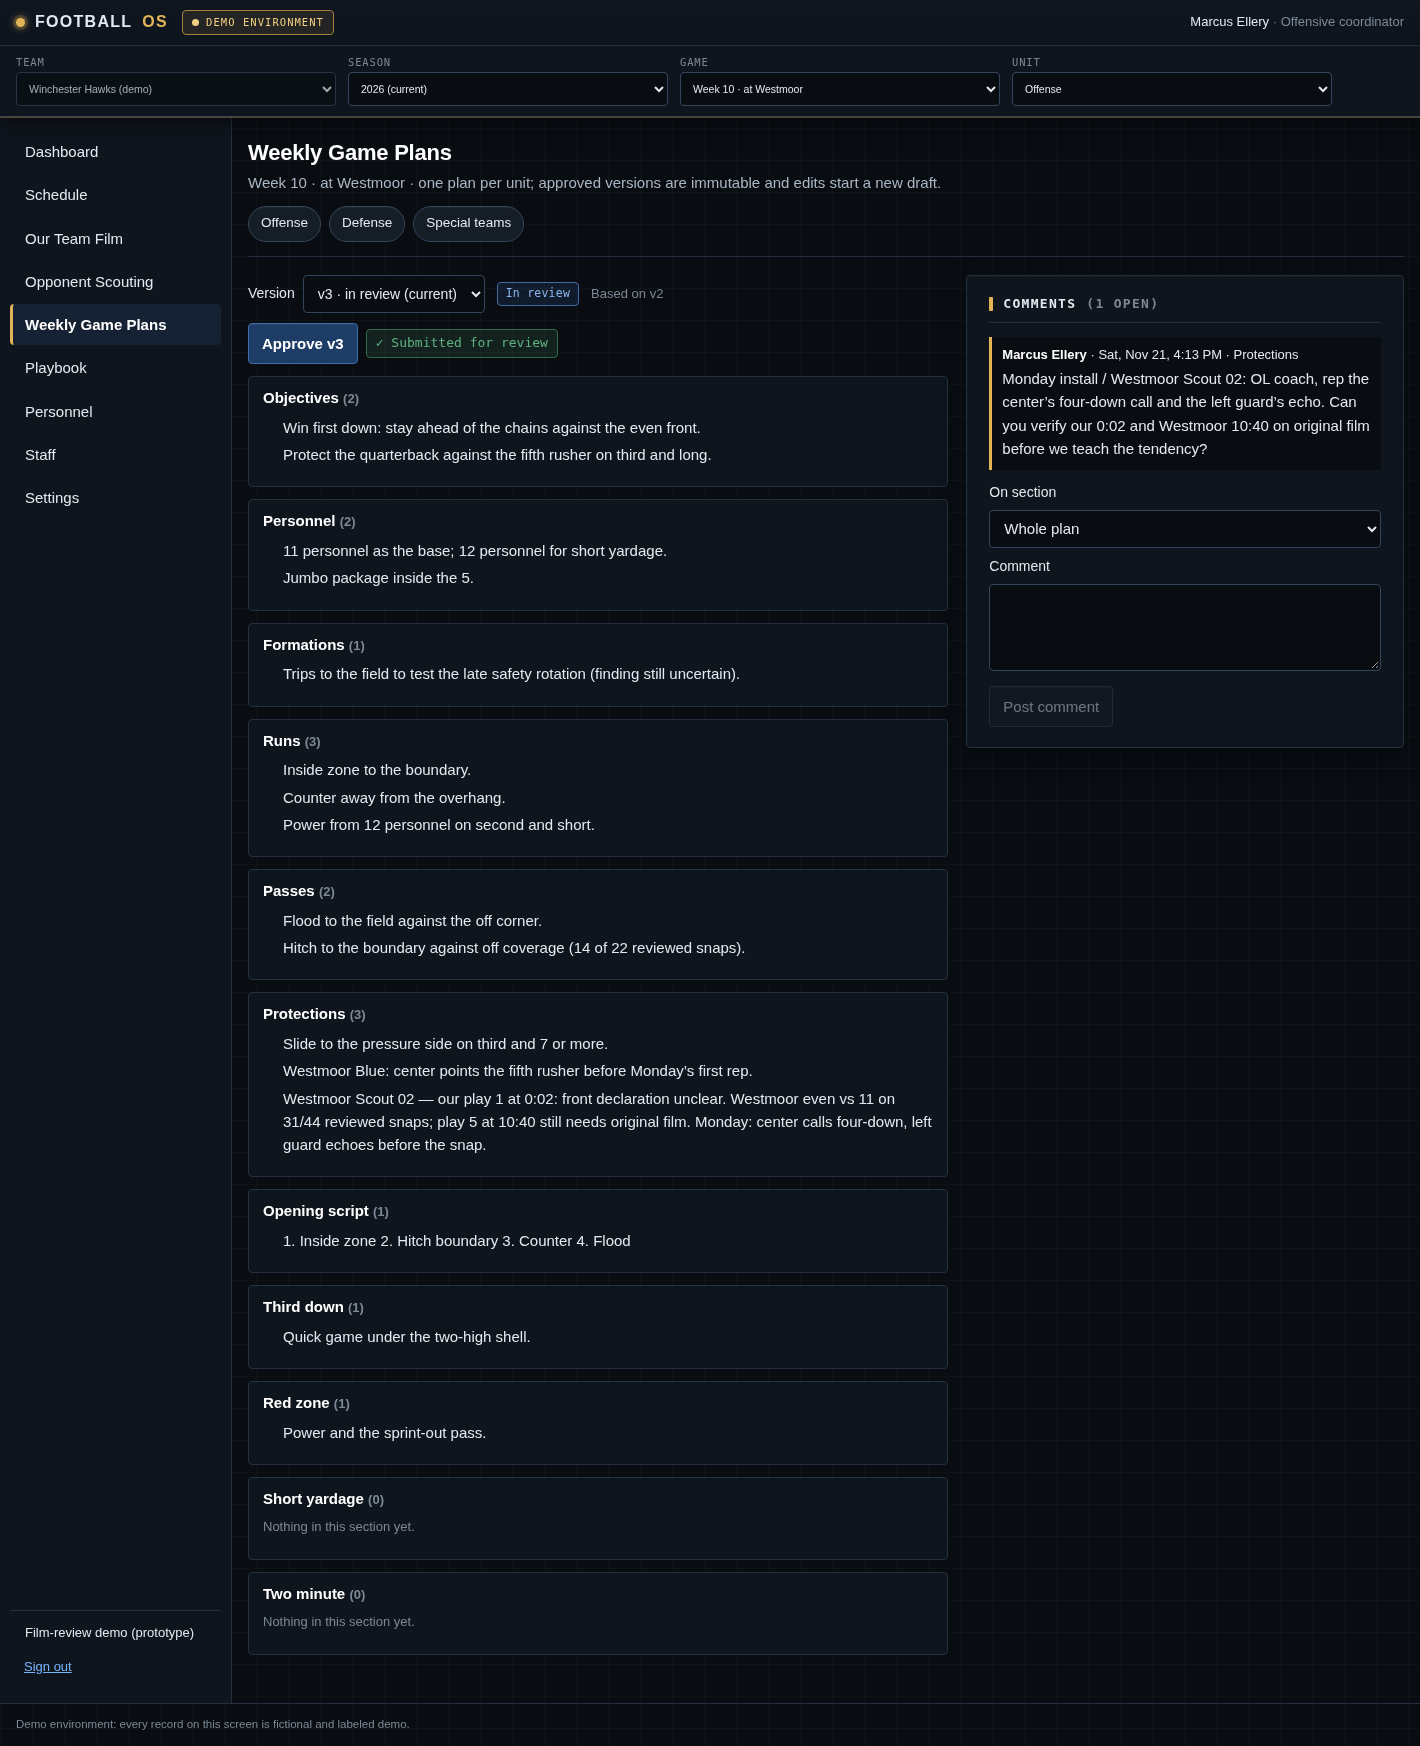 FOOTBALL OS
DEMO ENVIRONMENT
Marcus Ellery · Offensive coordinator
TEAM
Winchester Hawks (demo)
SEASON
2026 (current)
GAME
Week 10 · at Westmoor
UNIT
Offense
Dashboard
Schedule
Our Team Film
Opponent Scouting
Weekly Game Plans
Playbook
Personnel
Staff
Settings
Film-review demo (prototype)
Sign out
Weekly Game Plans
Week 10 · at Westmoor · one plan per unit; approved versions are immutable and edits start a new draft.
Offense
Defense
Special teams
Version
v3 · in review (current)
In review
Based on v2
Approve v3
✓ Submitted for review
Objectives (2)
Win first down: stay ahead of the chains against the even front.
Protect the quarterback against the fifth rusher on third and long.
Personnel (2)
11 personnel as the base; 12 personnel for short yardage.
Jumbo package inside the 5.
Formations (1)
Trips to the field to test the late safety rotation (finding still uncertain).
Runs (3)
Inside zone to the boundary.
Counter away from the overhang.
Power from 12 personnel on second and short.
Passes (2)
Flood to the field against the off corner.
Hitch to the boundary against off coverage (14 of 22 reviewed snaps).
Protections (3)
Slide to the pressure side on third and 7 or more.
Westmoor Blue: center points the fifth rusher before Monday’s first rep.
Westmoor Scout 02 — our play 1 at 0:02: front declaration unclear. Westmoor even vs 11 on
31/44 reviewed snaps; play 5 at 10:40 still needs original film. Monday: center calls four-down, left
guard echoes before the snap.
Opening script (1)
1. Inside zone 2. Hitch boundary 3. Counter 4. Flood
Third down (1)
Quick game under the two-high shell.
Red zone (1)
Power and the sprint-out pass.
Short yardage (0)
Nothing in this section yet.
Two minute (0)
Nothing in this section yet.
COMMENTS (1 OPEN)
Marcus Ellery · Sat, Nov 21, 4:13 PM · Protections
Monday install / Westmoor Scout 02: OL coach, rep the
center’s four-down call and the left guard’s echo. Can
you verify our 0:02 and Westmoor 10:40 on original film
before we teach the tendency?
On section
Whole plan
Comment
Post comment
Demo environment: every record on this screen is fictional and labeled demo.